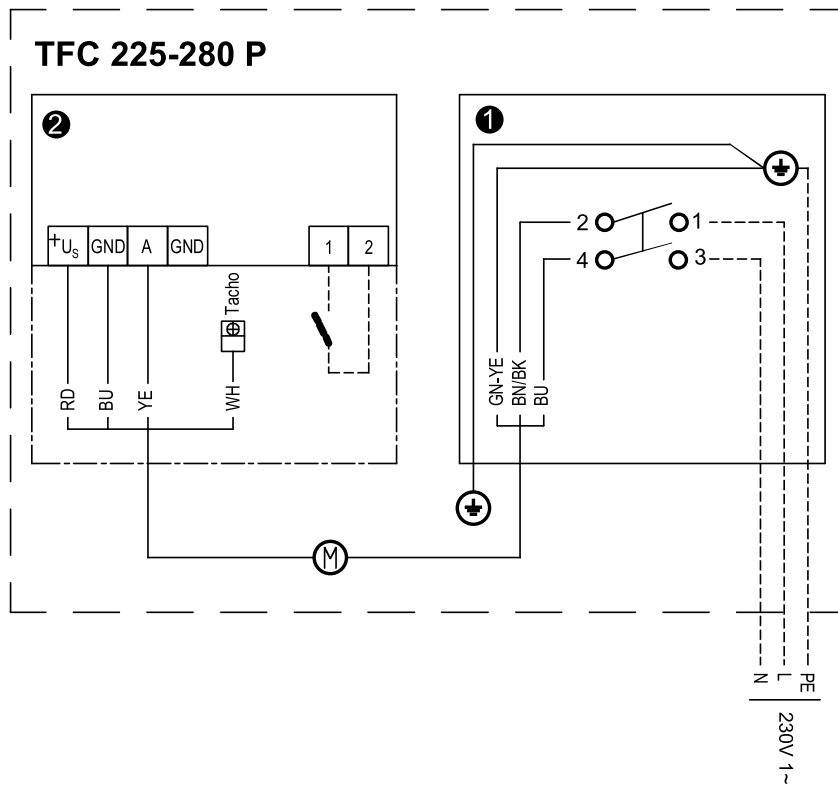 TFC 225-280 P
2
1
+Us GND A GND
1 2
Tacho
RD
BU
YE
WH
2 1
4 3
GN-YE
BN/BK
BU
M
N
L
PE
230V 1~